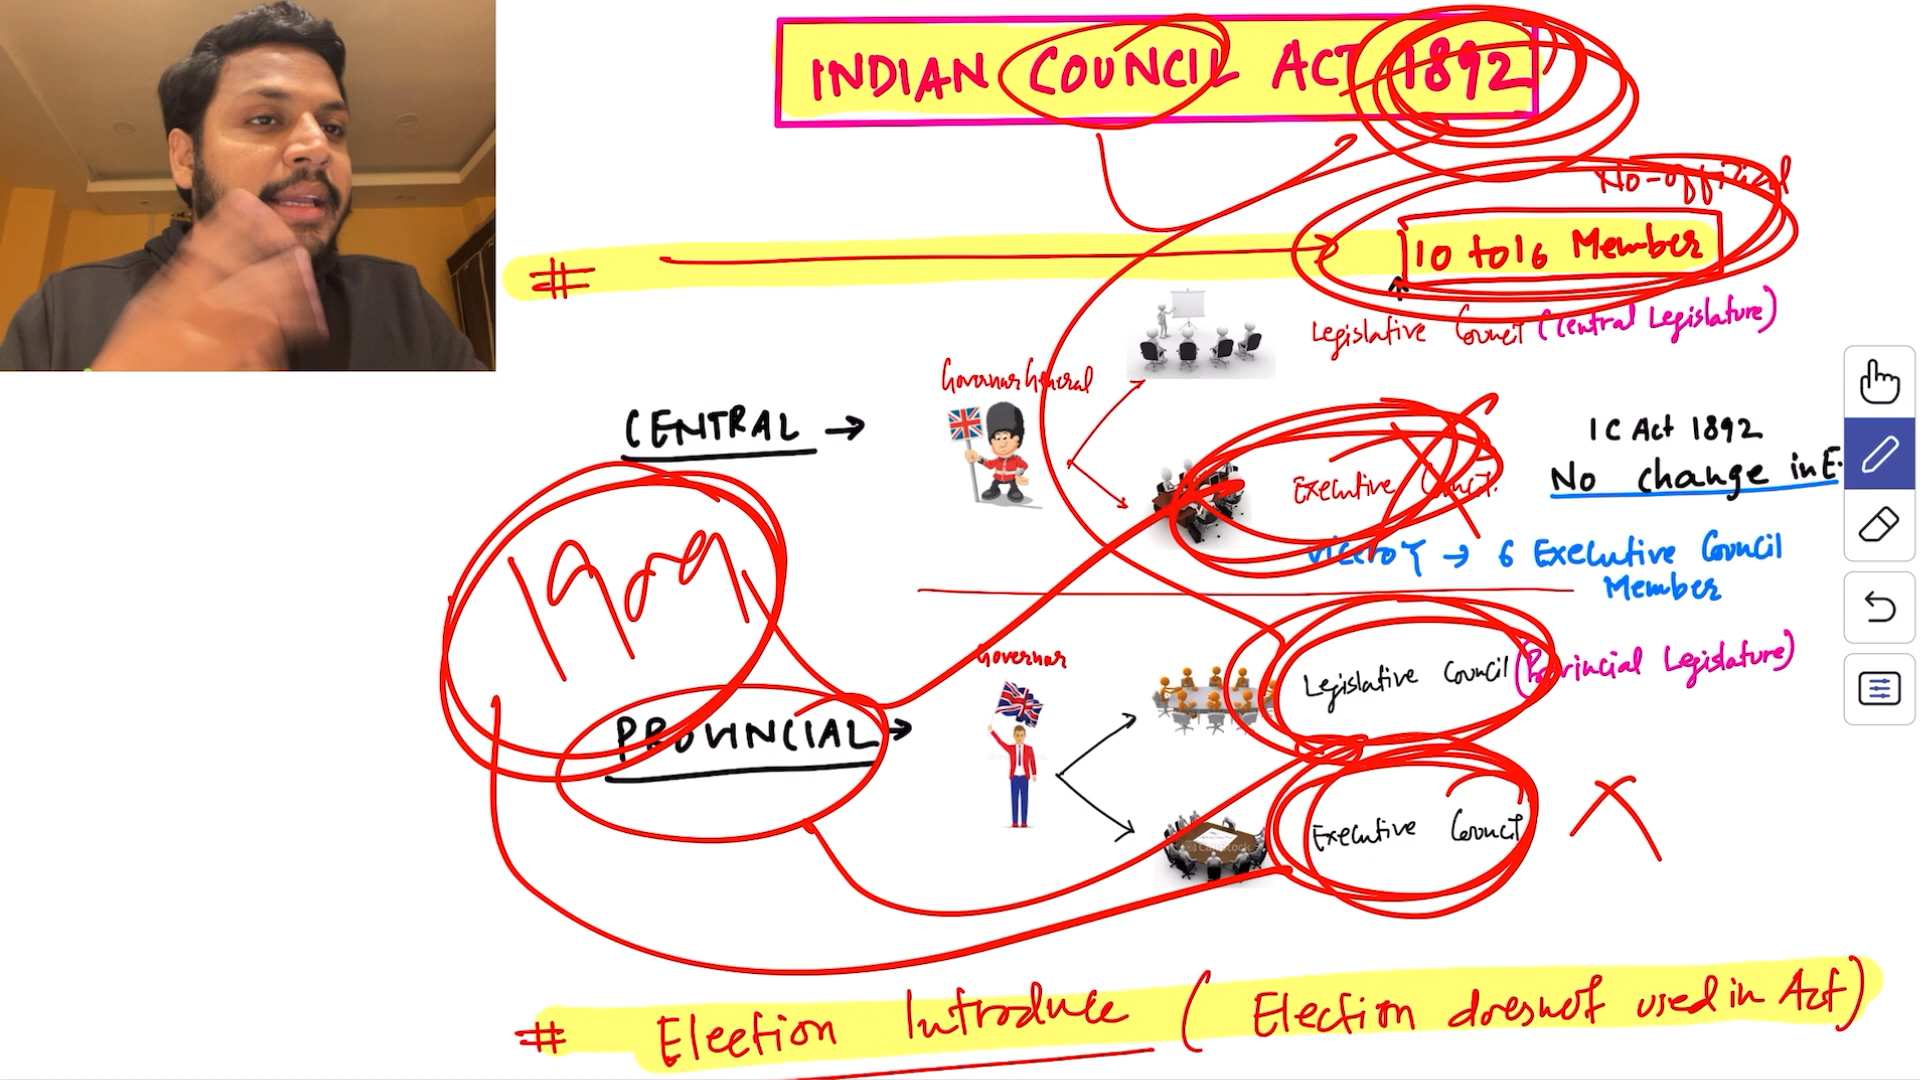 INDIAN COUNCIL ACT 1892
No-official
10 to 16 Member
#
Legislative Council (Central Legislature)
Governar General
CENTRAL →
Executive Council.
IC Act 1892
No change in E.
Viceroy → 6 Executive Council
Member
1909
Governar
Legislative Council (Provincial Legislature)
PROVINCIAL →
Executive Council
# Election Introduce ( Election doesnot used in Act)